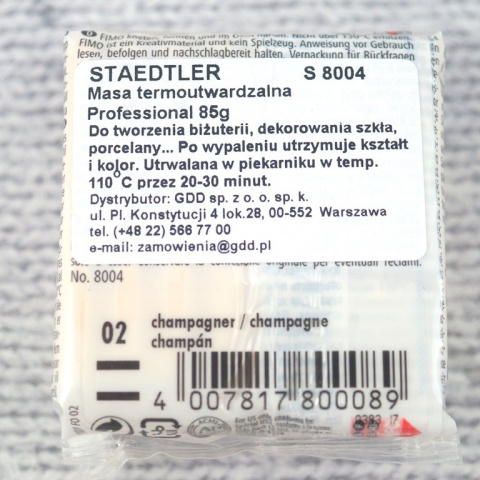 FIMO ist ein Kreativmaterial und kein Spielzeug. Anweisung vor Gebrauch
lesen, befolgen und nachschlagbereit halten. Verpackung für Rückfragen
STAEDTLER S 8004
Masa termoutwardzalna
Professional 85g
Do tworzenia biżuterii, dekorowania szkła,
porcelany... Po wypaleniu utrzymuje kształt
i kolor. Utrwalana w piekarniku w temp.
110°C przez 20-30 minut.
Dystrybutor: GDD sp. z o. o. sp. k.
ul. Pl. Konstytucji 4 lok.28, 00-552 Warszawa
tel. (+48 22) 566 77 00
e-mail: zamowienia@gdd.pl
No. 8004
02 champagner / champagne
champán
4 007817 800089